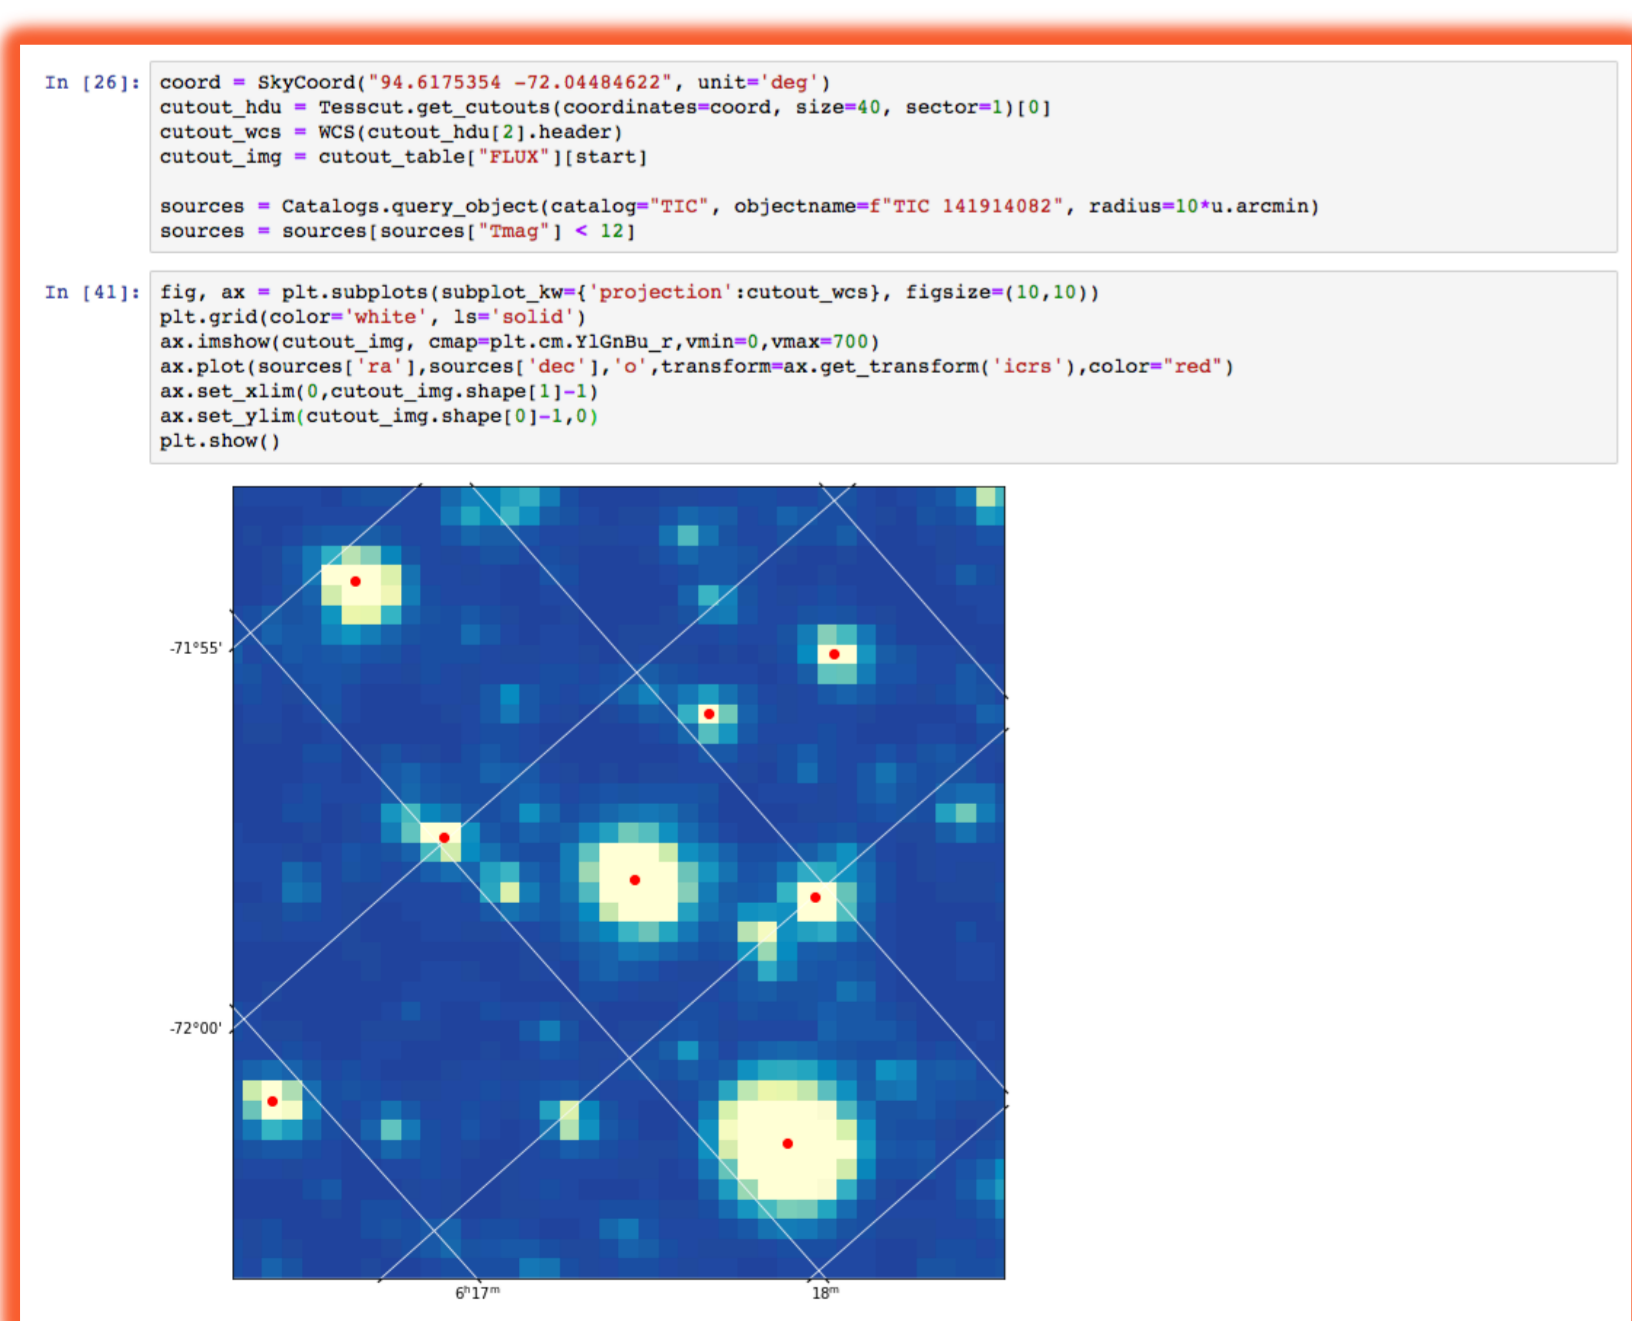 In [26]: coord = SkyCoord("94.6175354 -72.04484622", unit='deg')
cutout_hdu = Tesscut.get_cutouts(coordinates=coord, size=40, sector=1)[0]
cutout_wcs = WCS(cutout_hdu[2].header)
cutout_img = cutout_table["FLUX"][start]
sources = Catalogs.query_object(catalog="TIC", objectname=f"TIC 141914082", radius=10*u.arcmin)
sources = sources[sources["Tmag"] < 12]
In [41]: fig, ax = plt.subplots(subplot_kw={'projection':cutout_wcs}, figsize=(10,10))
plt.grid(color='white', ls='solid')
ax.imshow(cutout_img, cmap=plt.cm.YlGnBu_r,vmin=0,vmax=700)
ax.plot(sources['ra'],sources['dec'],'o',transform=ax.get_transform('icrs'),color="red")
ax.set_xlim(0,cutout_img.shape[1]-1)
ax.set_ylim(cutout_img.shape[0]-1,0)
plt.show()
-71°55'
-72°00'
6ʰ17ᵐ 18ᵐ